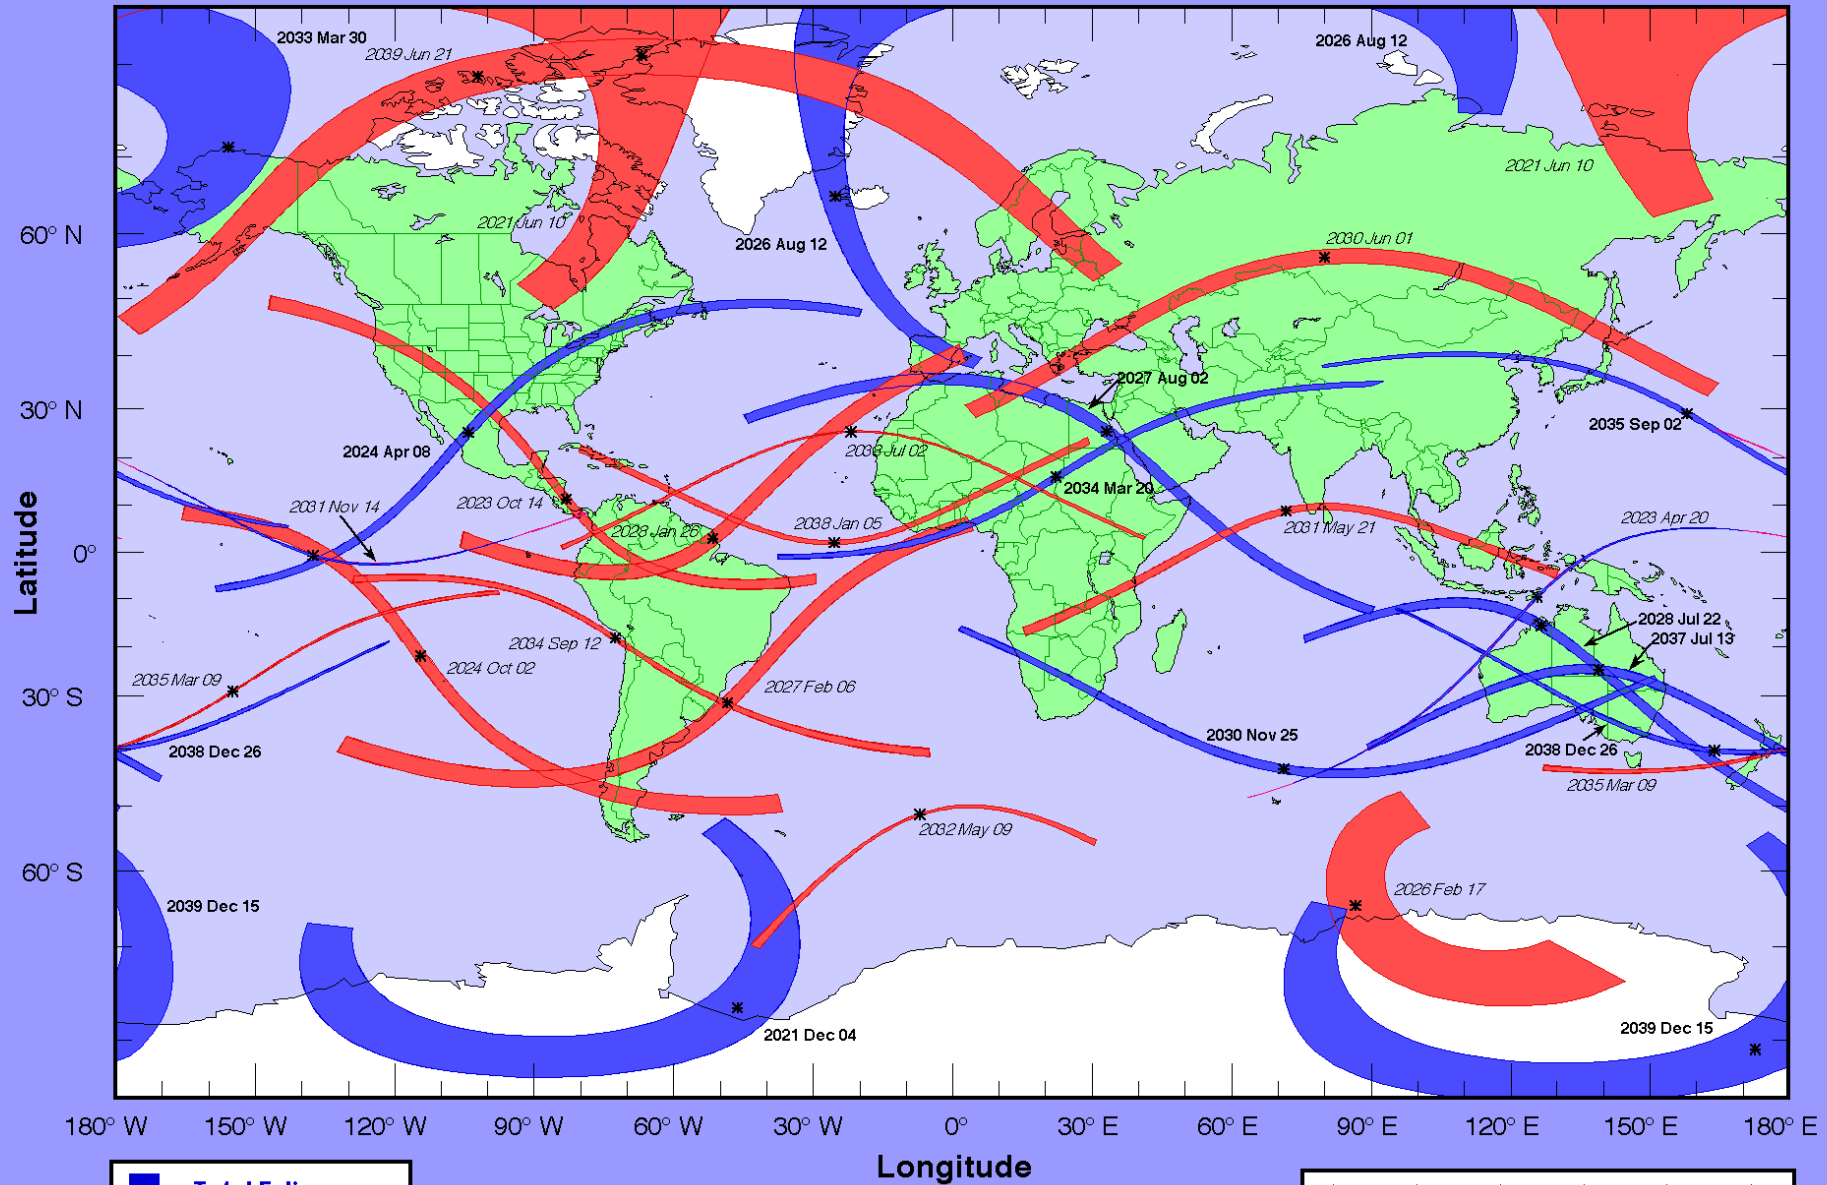 2033 Mar 30
2026 Aug 12
2039 Jun 21
2021 Jun 10
2021 Jun 10
60° N
2026 Aug 12
2030 Jun 01
2027 Aug 02
30° N
2035 Sep 02
2024 Apr 08
2036 Jul 02
2034 Mar 20
2023 Oct 14
2031 Nov 14
2038 Jan 05
2031 May 21
2023 Apr 20
2028 Jan 26
0°
Latitude
2028 Jul 22
2037 Jul 13
2034 Sep 12
2024 Oct 02
2035 Mar 09
2027 Feb 06
30° S
2030 Nov 25
2038 Dec 26
2038 Dec 26
2035 Mar 09
2032 May 09
60° S
2026 Feb 17
2039 Dec 15
2039 Dec 15
2021 Dec 04
180° W 150° W 120° W 90° W 60° W 30° W 0° 30° E 60° E 90° E 120° E 150° E 180° E
Longitude